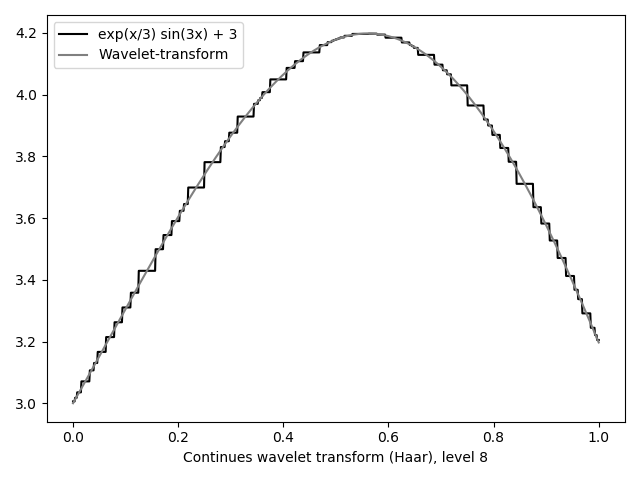 exp(x/3) sin(3x) + 3
Wavelet-transform
4.2
4.0
3.8
3.6
3.4
3.2
3.0
0.0 0.2 0.4 0.6 0.8 1.0
Continues wavelet transform (Haar), level 8